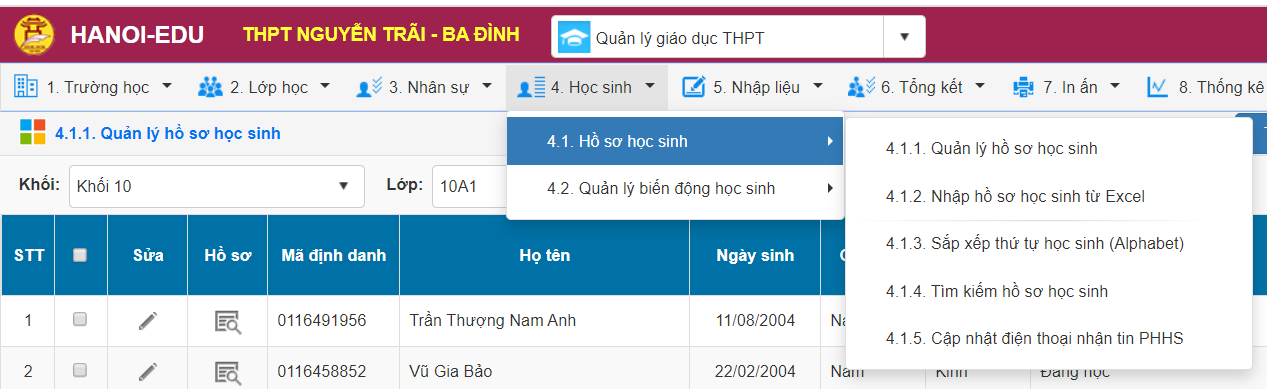 HANOI-EDU THPT NGUYỄN TRÃI - BA ĐÌNH Quản lý giáo dục THPT
1. Trường học 2. Lớp học 3. Nhân sự 4. Học sinh 5. Nhập liệu 6. Tổng kết 7. In ấn 8. Thống kê
4.1.1. Quản lý hồ sơ học sinh
4.1. Hồ sơ học sinh
4.2. Quản lý biến động học sinh
4.1.1. Quản lý hồ sơ học sinh
4.1.2. Nhập hồ sơ học sinh từ Excel
4.1.3. Sắp xếp thứ tự học sinh (Alphabet)
4.1.4. Tìm kiếm hồ sơ học sinh
4.1.5. Cập nhật điện thoại nhận tin PHHS
Khối: Khối 10 Lớp: 10A1
STT Sửa Hồ sơ Mã định danh Họ tên Ngày sinh
1 0116491956 Trần Thượng Nam Anh 11/08/2004
2 0116458852 Vũ Gia Bảo 22/02/2004 Nam Kinh Đang học